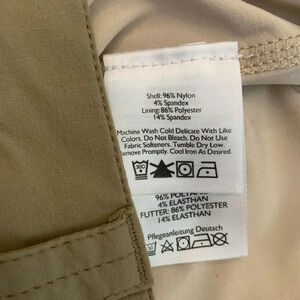 Shell: 96% Nylon
4% Spandex
Lining: 86% Polyester
14% Spandex
Machine Wash Cold Delicate With Like
Colors. Do Not Bleach. Do Not Use
Fabric Softeners. Tumble Dry Low.
Remove Promptly. Cool Iron As Desired.
4% ELASTHAN
FUTTER: 86% POLYESTER
14% ELASTHAN
Pflegeanleitung Deutsch